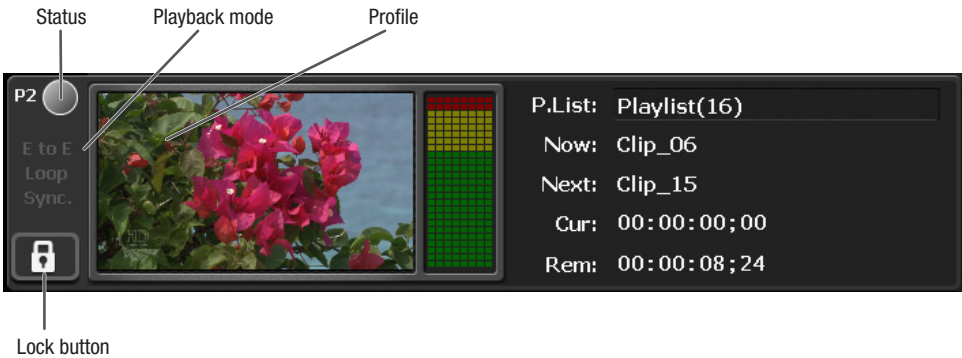 Status Playback mode Profile
P2
E to E
Loop
Sync.
HD
P.List: Playlist(16)
Now: Clip_06
Next: Clip_15
Cur: 00:00:00;00
Rem: 00:00:08;24
Lock button